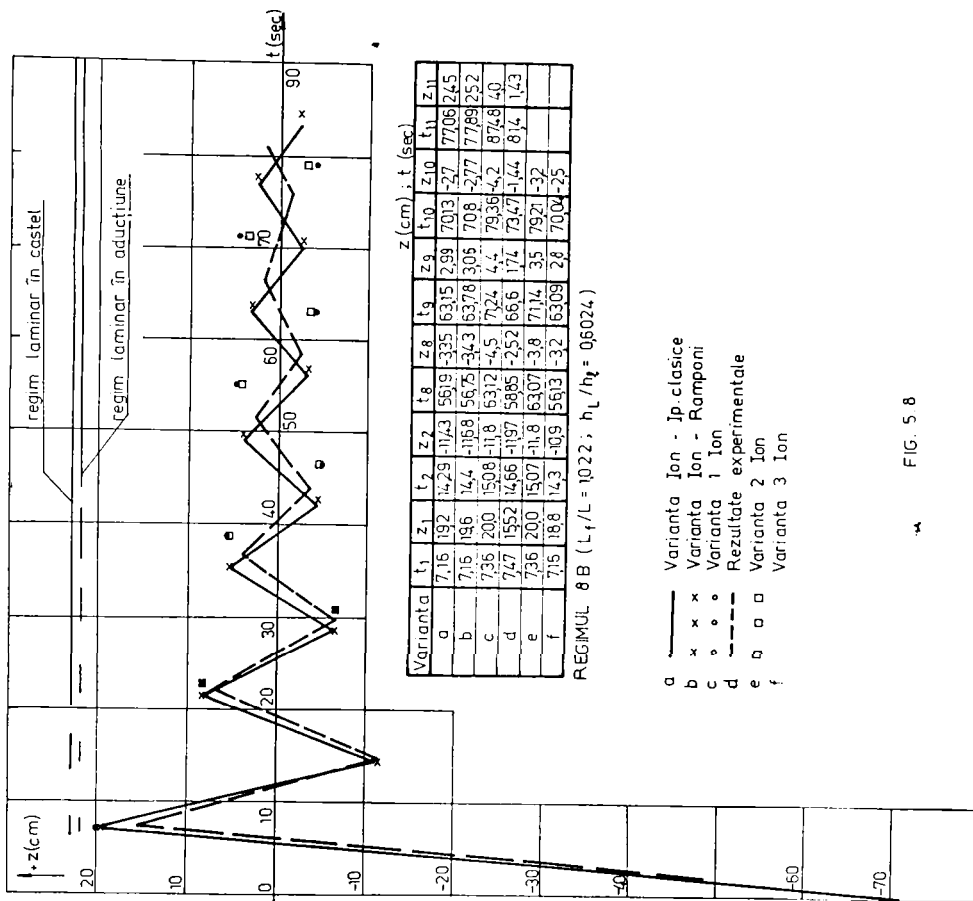 regim laminar în castel
regim laminar în aducțiune
+z(cm)
t(sec)
20
10
0
-10
-20
-30
-40
-50
-60
-70
10
20
30
40
50
60
70
90
z(cm) ; t (sec)
Varianta t1 z1 t2 z2 t8 z8 t9 z9 t10 z10 t11 z11
a 7,16 19,2 14,29 -11,43 56,19 -3,35 63,15 2,99 70,13 -2,7 77,06 2,45
b 7,16 19,6 14,4 -11,68 56,75 -3,43 63,78 3,06 70,8 -2,77 77,89 2,52
c 7,36 20,0 15,08 -11,8 63,12 -4,5 71,24 4,4 79,36 -4,2 87,48 4,0
d 7,47 15,52 14,66 -11,97 58,85 -2,52 66,6 1,74 73,47 -1,44 81,4 1,43
e 7,36 20,0 15,07 -11,8 63,07 -3,8 71,14 3,5 79,21 -3,2
f 7,15 18,8 14,3 -10,9 56,13 -3,2 63,09 2,8 70,04 -2,5
REGIMUL 8B ( Lf/L = 1,022 ; hL/hℓ = 0,6024 )
a Varianta Ion - Ip. clasice
b x x x Varianta Ion - Rampani
c Varianta 1 Ion
d Rezultate experimentale
e Varianta 2 Ion
f Varianta 3 Ion
FIG. 5.8